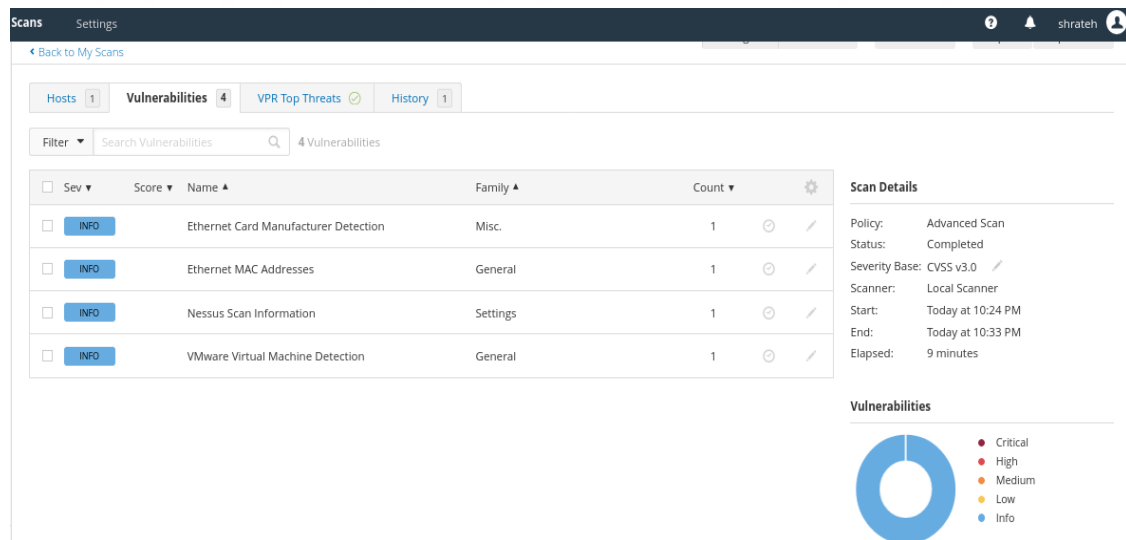 Scans Settings shrateh
Back to My Scans
Hosts 1 Vulnerabilities 4 VPR Top Threats History 1
Filter Search Vulnerabilities 4 Vulnerabilities
Sev Score Name Family Count
INFO Ethernet Card Manufacturer Detection Misc. 1
INFO Ethernet MAC Addresses General 1
INFO Nessus Scan Information Settings 1
INFO VMware Virtual Machine Detection General 1
Scan Details
Policy: Advanced Scan
Status: Completed
Severity Base: CVSS v3.0
Scanner: Local Scanner
Start: Today at 10:24 PM
End: Today at 10:33 PM
Elapsed: 9 minutes
Vulnerabilities
Critical
High
Medium
Low
Info